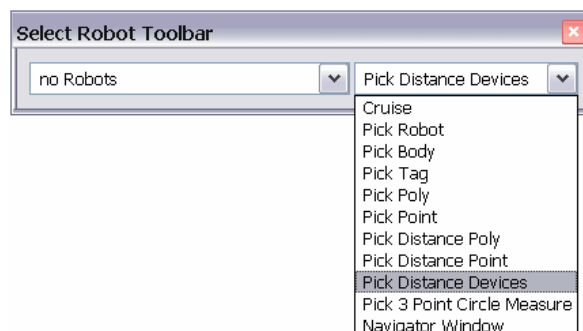 Select Robot Toolbar
no Robots
Pick Distance Devices
Cruise
Pick Robot
Pick Body
Pick Tag
Pick Poly
Pick Point
Pick Distance Poly
Pick Distance Point
Pick Distance Devices
Pick 3 Point Circle Measure
Navigator Window